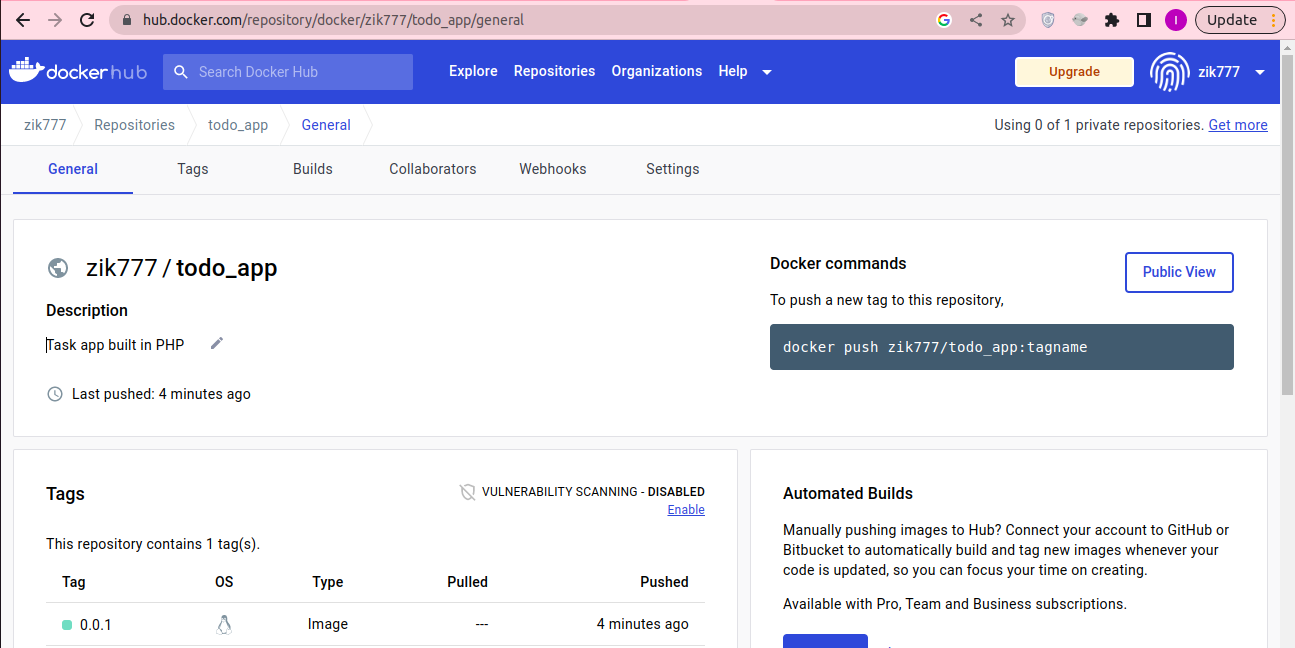 hub.docker.com/repository/docker/zik777/todo_app/general
Update
docker hub
Search Docker Hub
Explore Repositories Organizations Help
Upgrade
zik777
zik777 Repositories todo_app General
Using 0 of 1 private repositories. Get more
General Tags Builds Collaborators Webhooks Settings
zik777 / todo_app
Description
Task app built in PHP
Last pushed: 4 minutes ago
Docker commands
Public View
To push a new tag to this repository,
docker push zik777/todo_app:tagname
Tags
VULNERABILITY SCANNING - DISABLED
Enable
This repository contains 1 tag(s).
Tag OS Type Pulled Pushed
0.0.1 Image --- 4 minutes ago
Automated Builds
Manually pushing images to Hub? Connect your account to GitHub or
Bitbucket to automatically build and tag new images whenever your
code is updated, so you can focus your time on creating.
Available with Pro, Team and Business subscriptions.